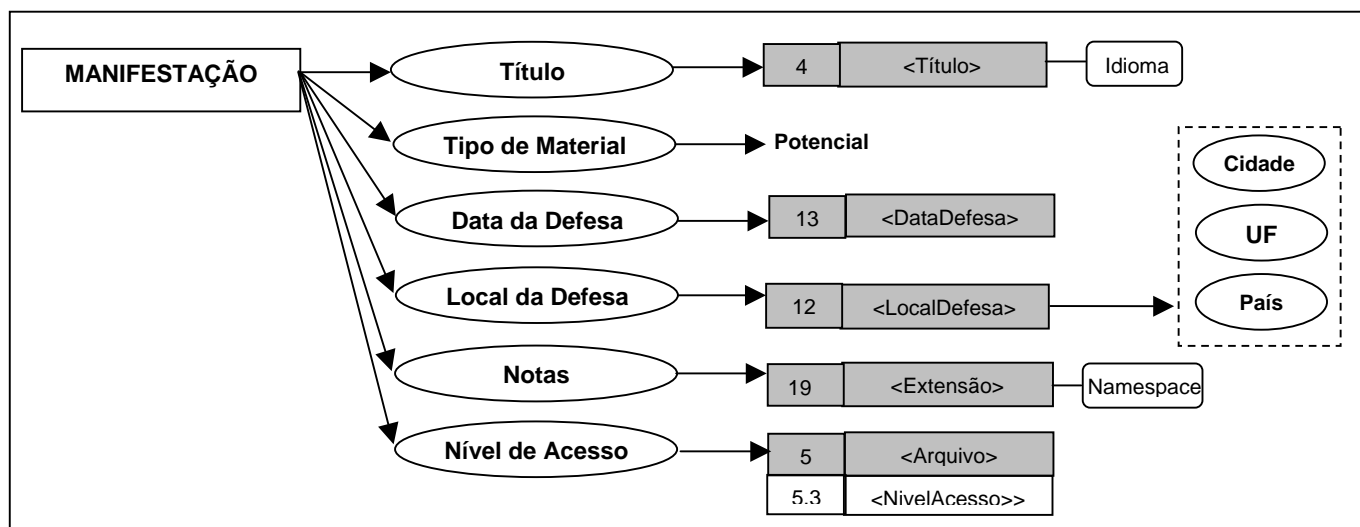 MANIFESTAÇÃO
Título
4
<Título>
Idioma
Tipo de Material
Potencial
Data da Defesa
13
<DataDefesa>
Local da Defesa
12
<LocalDefesa>
Cidade
UF
País
Notas
19
<Extensão>
Namespace
Nível de Acesso
5
<Arquivo>
5.3
<NivelAcesso>>